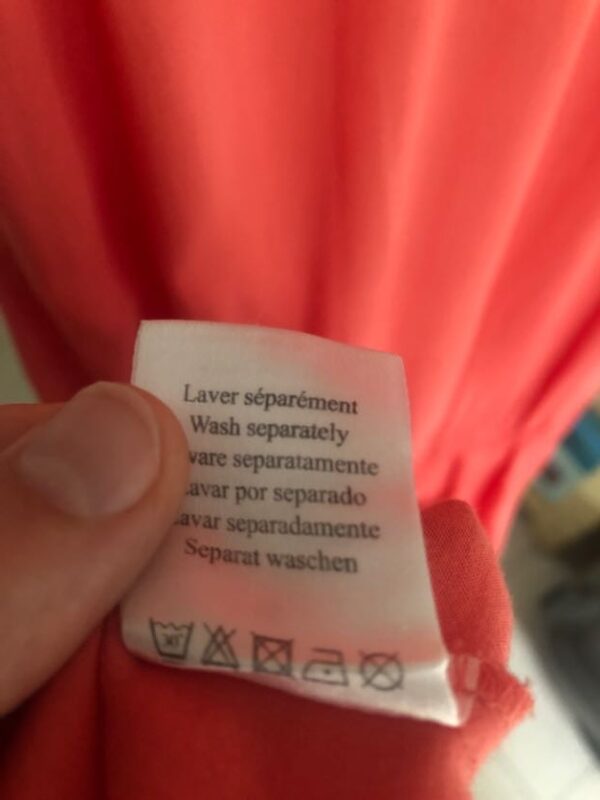 Laver séparément
Wash separately
separatamente
por separado
separadamente
Separat waschen